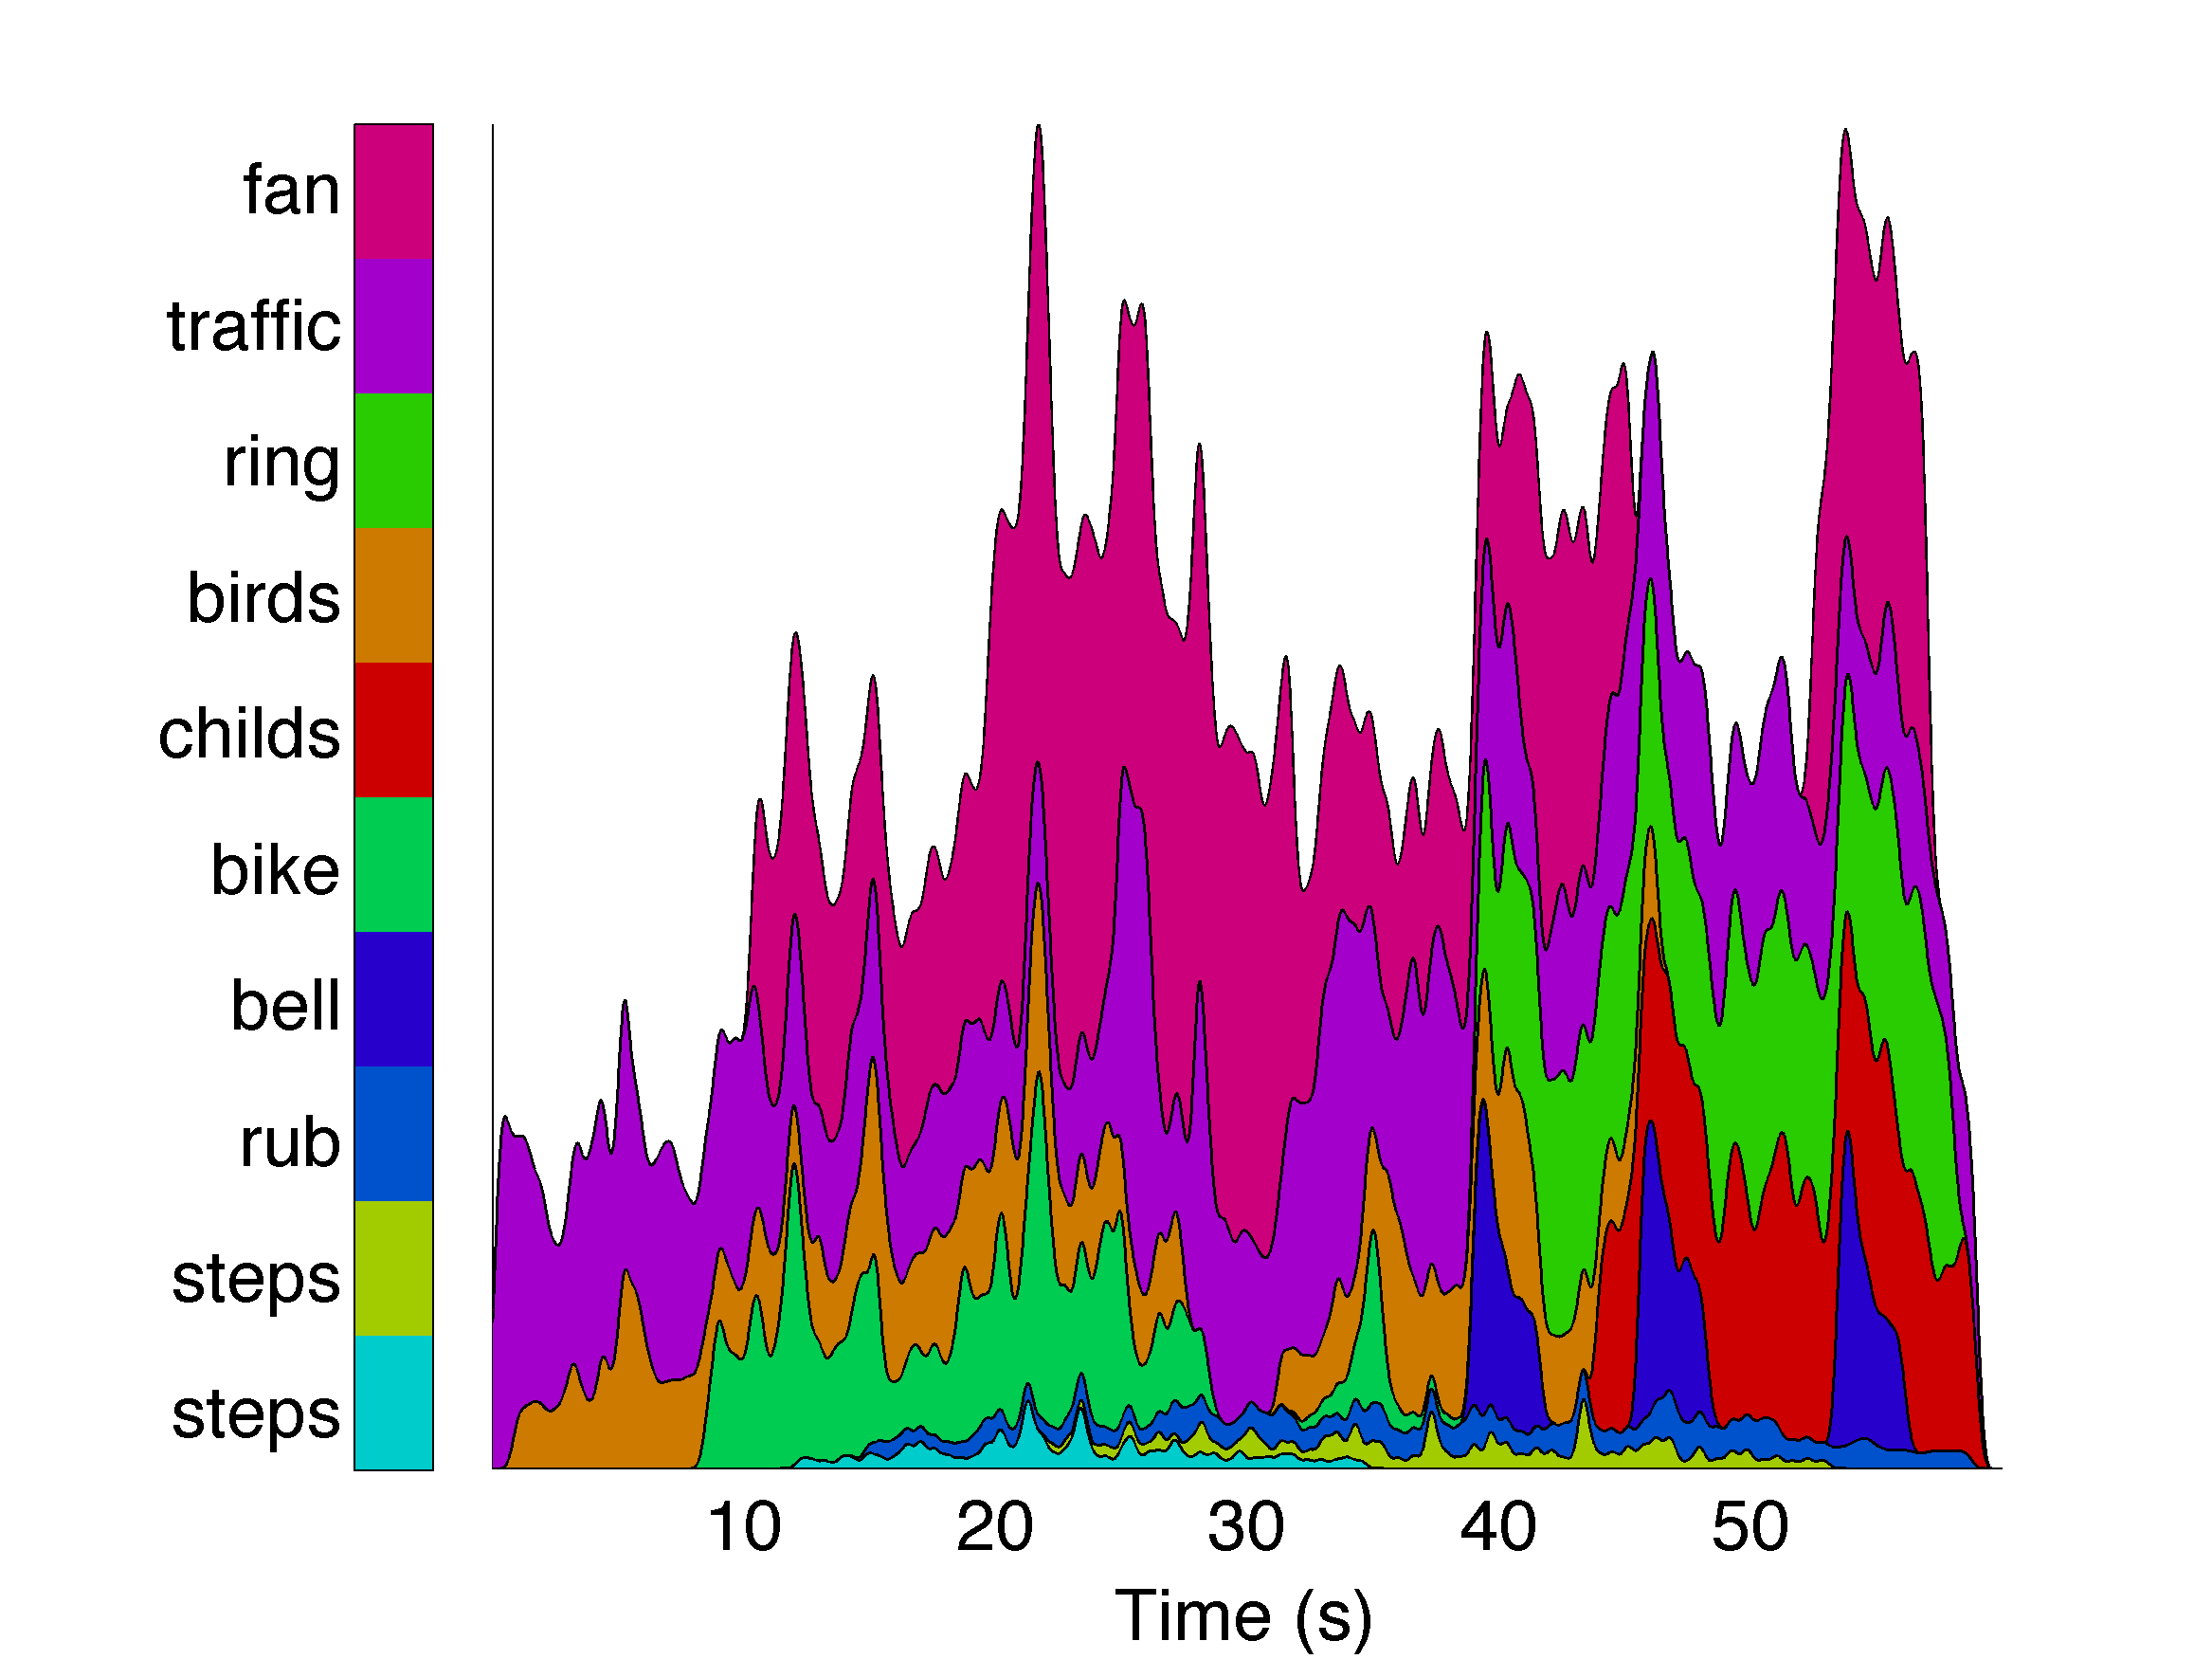 fan
traffic
ring
birds
childs
bike
bell
rub
steps
steps
10 20 30 40 50
Time (s)